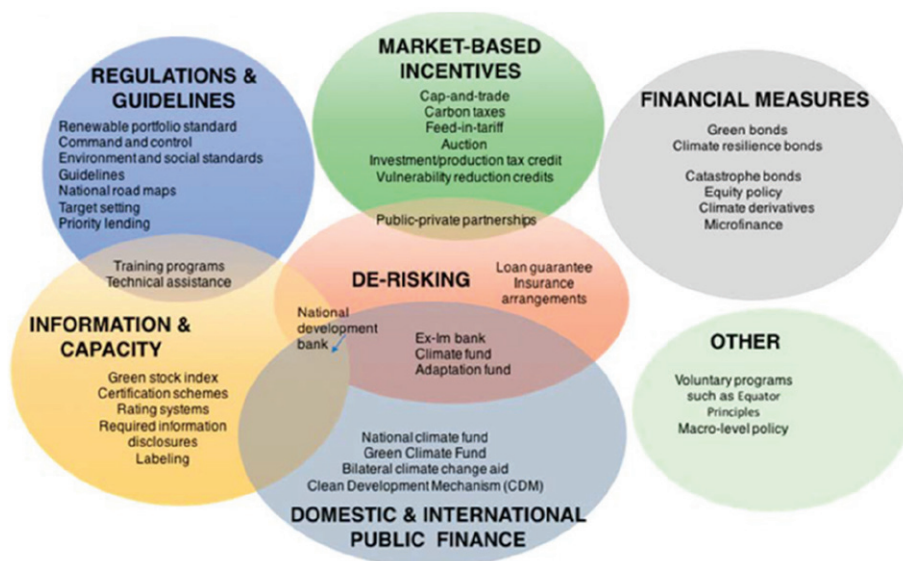 REGULATIONS &
GUIDELINES
Renewable portfolio standard
Command and control
Environment and social standards
Guidelines
National road maps
Target setting
Priority lending
MARKET-BASED
INCENTIVES
Cap-and-trade
Carbon taxes
Feed-in-tariff
Auction
Investment/production tax credit
Vulnerability reduction credits
FINANCIAL MEASURES
Green bonds
Climate resilience bonds
Catastrophe bonds
Equity policy
Climate derivatives
Microfinance
Public-private partnerships
Training programs
Technical assistance
DE-RISKING
Loan guarantee
Insurance
arrangements
National
development
bank
Ex-Im bank
Climate fund
Adaptation fund
INFORMATION &
CAPACITY
Green stock index
Certification schemes
Rating systems
Required information
disclosures
Labeling
OTHER
Voluntary programs
such as Equator
Principles
Macro-level policy
National climate fund
Green Climate Fund
Bilateral climate change aid
Clean Development Mechanism (CDM)
DOMESTIC & INTERNATIONAL
PUBLIC FINANCE